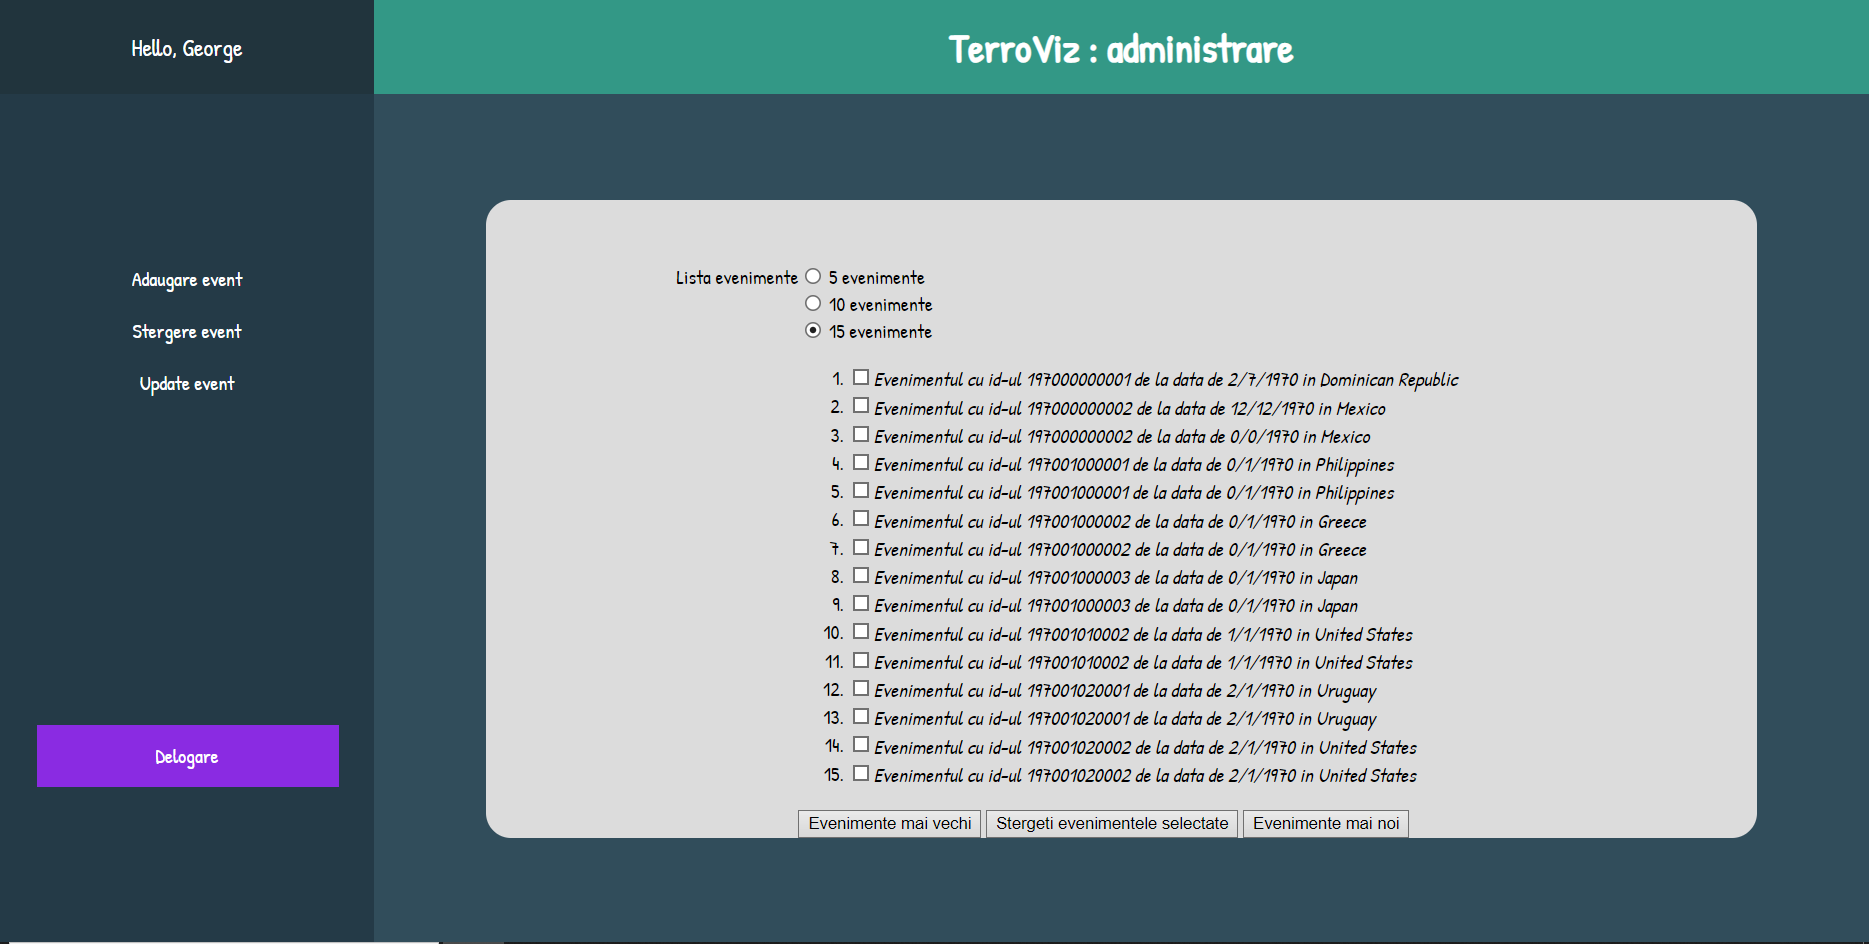 Hello, George
TerroViz : administrare
Adaugare event
Stergere event
Update event
Delogare
Lista evenimente
5 evenimente
10 evenimente
15 evenimente
1. Evenimentul cu id-ul 197000000001 de la data de 2/7/1970 in Dominican Republic
2. Evenimentul cu id-ul 197000000002 de la data de 12/12/1970 in Mexico
3. Evenimentul cu id-ul 197000000002 de la data de 0/0/1970 in Mexico
4. Evenimentul cu id-ul 197001000001 de la data de 0/1/1970 in Philippines
5. Evenimentul cu id-ul 197001000001 de la data de 0/1/1970 in Philippines
6. Evenimentul cu id-ul 197001000002 de la data de 0/1/1970 in Greece
7. Evenimentul cu id-ul 197001000002 de la data de 0/1/1970 in Greece
8. Evenimentul cu id-ul 197001000003 de la data de 0/1/1970 in Japan
9. Evenimentul cu id-ul 197001000003 de la data de 0/1/1970 in Japan
10. Evenimentul cu id-ul 197001010002 de la data de 1/1/1970 in United States
11. Evenimentul cu id-ul 197001010002 de la data de 1/1/1970 in United States
12. Evenimentul cu id-ul 197001020001 de la data de 2/1/1970 in Uruguay
13. Evenimentul cu id-ul 197001020001 de la data de 2/1/1970 in Uruguay
14. Evenimentul cu id-ul 197001020002 de la data de 2/1/1970 in United States
15. Evenimentul cu id-ul 197001020002 de la data de 2/1/1970 in United States
Evenimente mai vechi
Stergeti evenimentele selectate
Evenimente mai noi